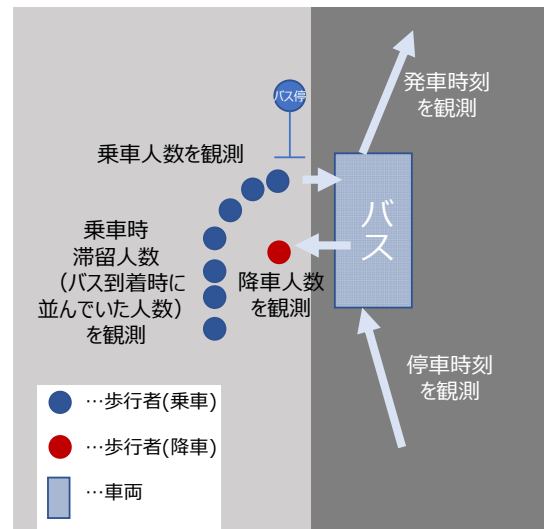 発車時刻
を観測
バス停
乗車人数を観測
バス
乗車時
滞留人数
（バス到着時に
並んでいた人数）
を観測
降車人数
を観測
停車時刻
を観測
…歩行者(乗車)
…歩行者(降車)
…車両